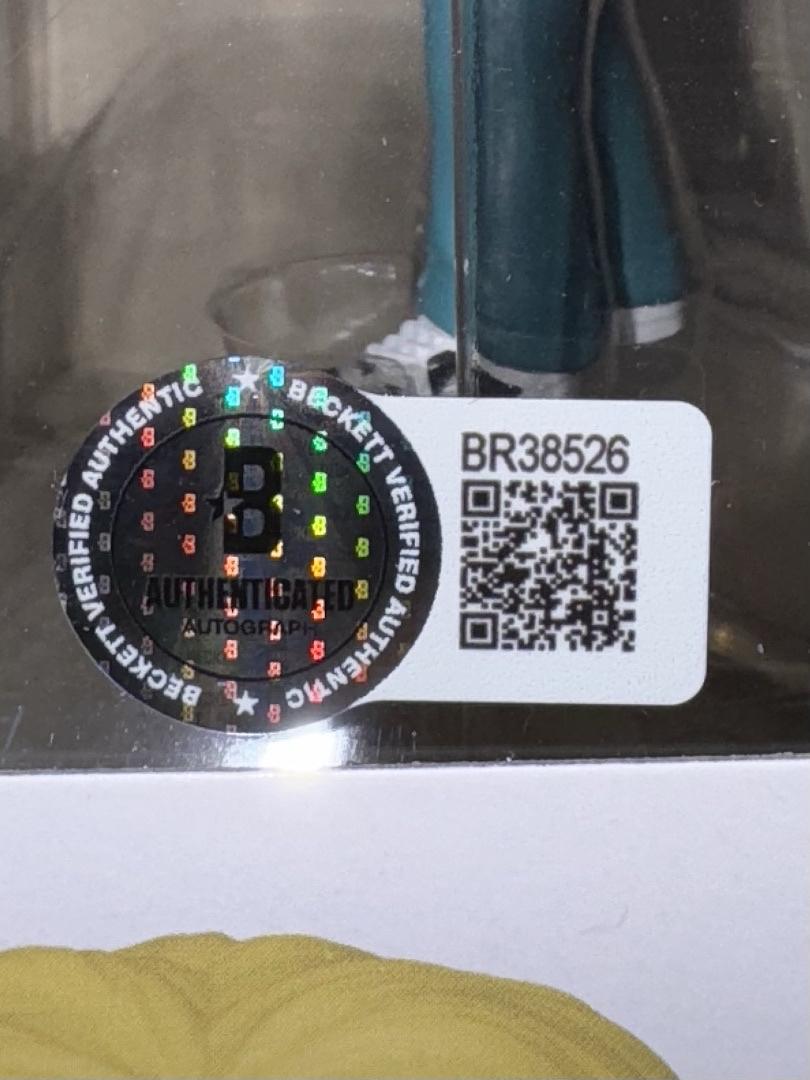 BECKETT VERIFIED AUTHENTIC
BECKETT VERIFIED AUTHENTIC
B
AUTHENTICATED
AUTOGRAPH
BR38526